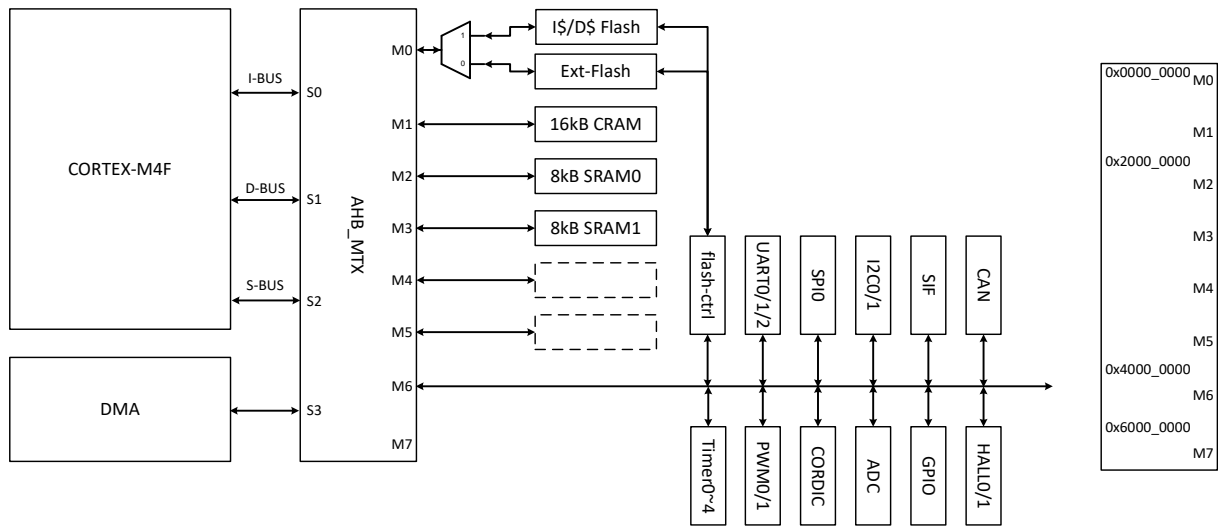 CORTEX-M4F
DMA
I-BUS
D-BUS
S-BUS
AHB_MTX
S0
S1
S2
S3
M0
M1
M2
M3
M4
M5
M6
M7
1
0
I$/D$ Flash
Ext-Flash
16kB CRAM
8kB SRAM0
8kB SRAM1
flash-ctrl
UART0/1/2
SPI0
I2C0/1
SIF
CAN
Timer0~4
PWM0/1
CORDIC
ADC
GPIO
HALL0/1
0x0000_0000
M0
M1
0x2000_0000
M2
M3
M4
M5
0x4000_0000
M6
0x6000_0000
M7